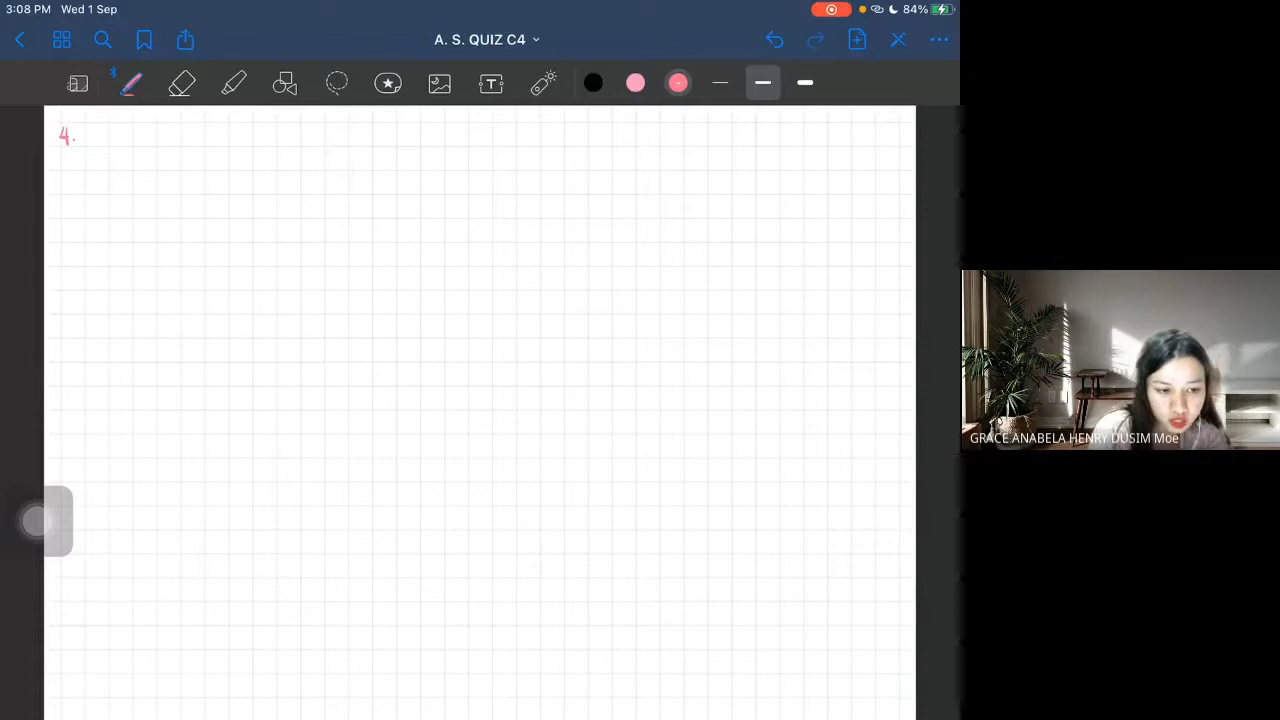 3:08 PM Wed 1 Sep
84%
A. S. QUIZ C4
T
4.
GRACE ANABELA HENRY DUSIM Moe